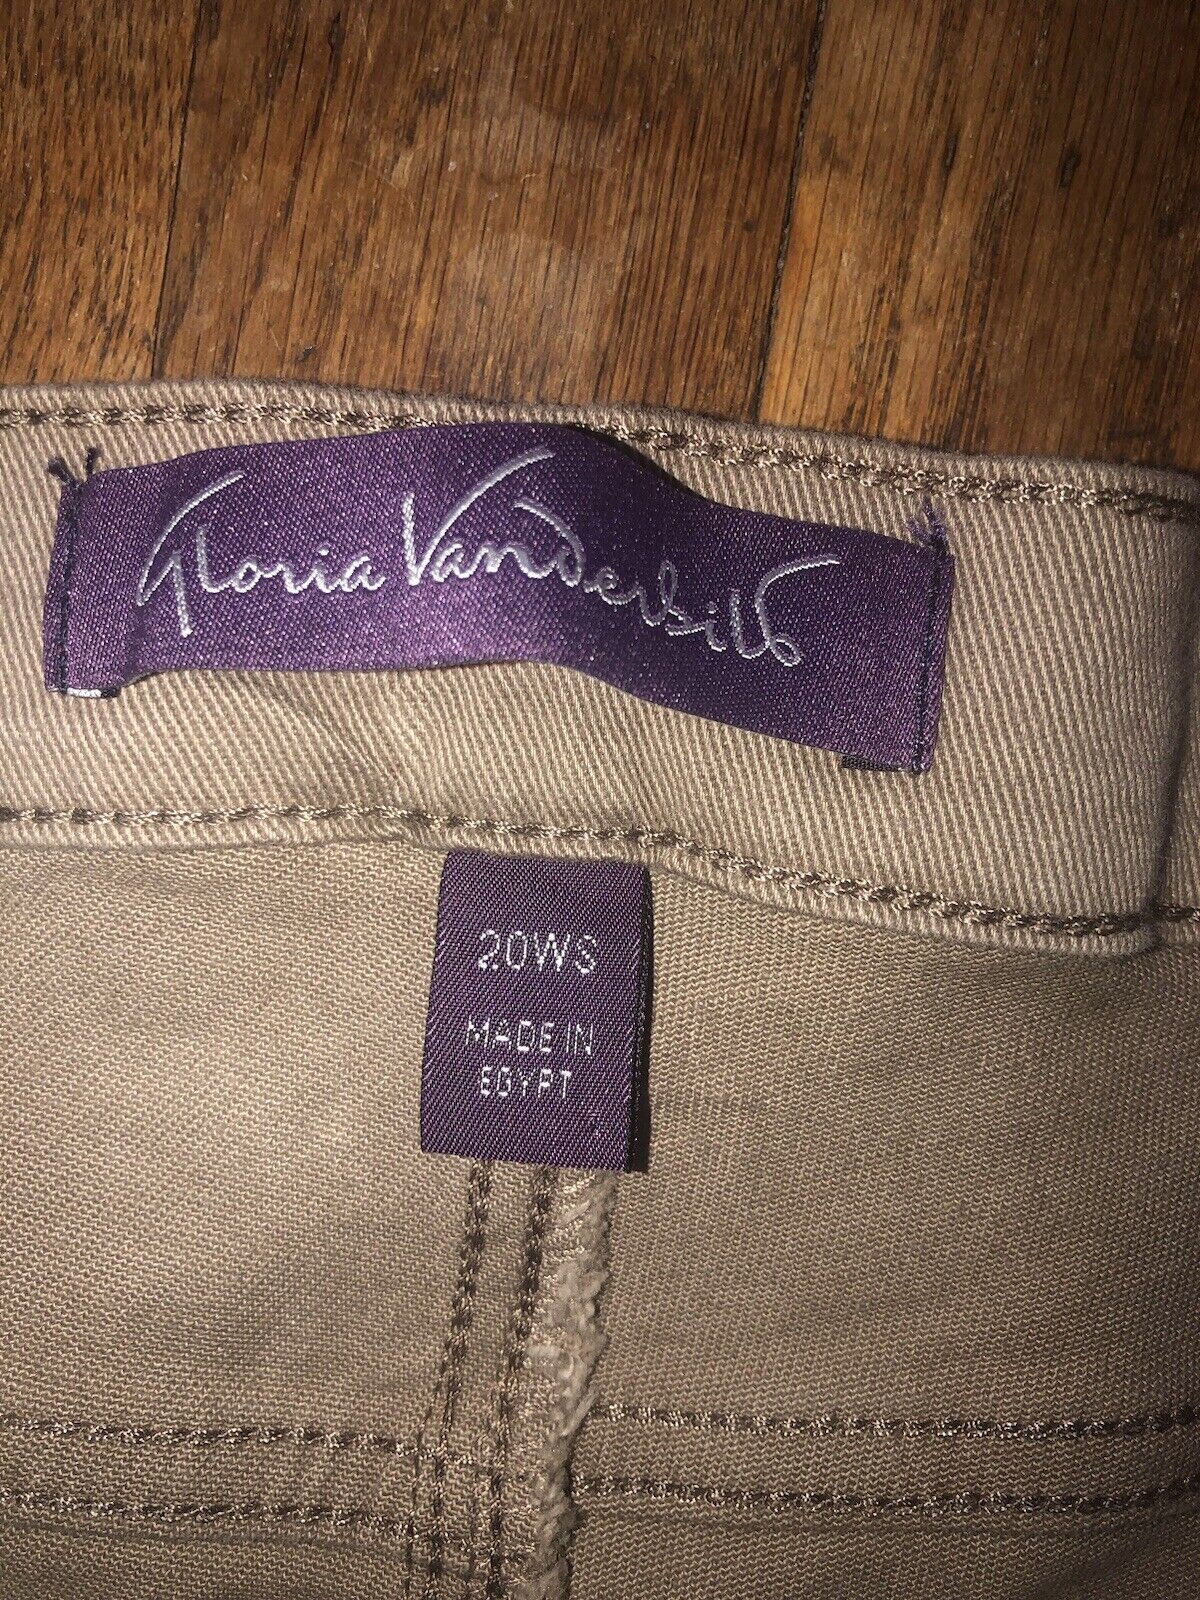 Gloria Vanderbilt
20WS
MADE IN
EGYPT